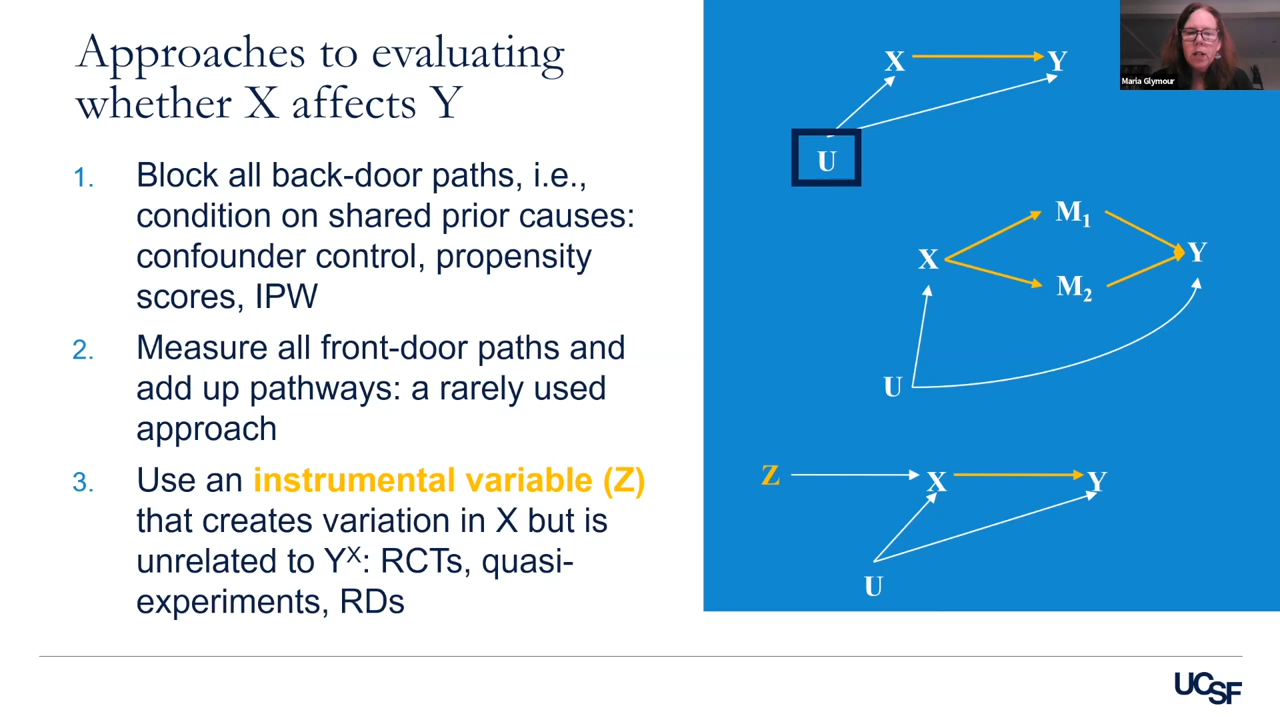 Approaches to evaluating
whether X affects Y
1. Block all back-door paths, i.e.,
condition on shared prior causes:
confounder control, propensity
scores, IPW
2. Measure all front-door paths and
add up pathways: a rarely used
approach
3. Use an instrumental variable (Z)
that creates variation in X but is
unrelated to Yˣ: RCTs, quasi-
experiments, RDs
X Y
U
M₁
X Y
M₂
U
Z X Y
U
Maria Glymour
UCSF